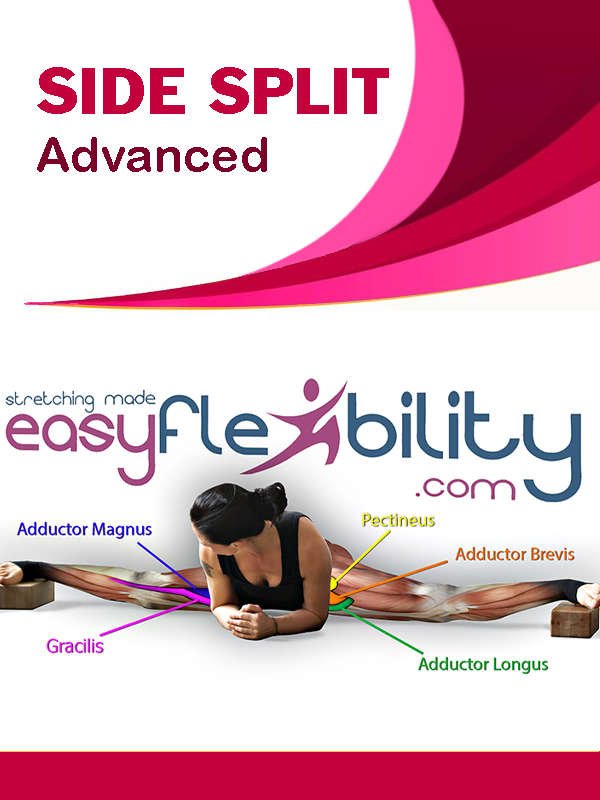 SIDE SPLIT
Advanced
stretching made
easyflexibility
.com
Pectineus
Adductor Magnus
Adductor Brevis
Gracilis
Adductor Longus